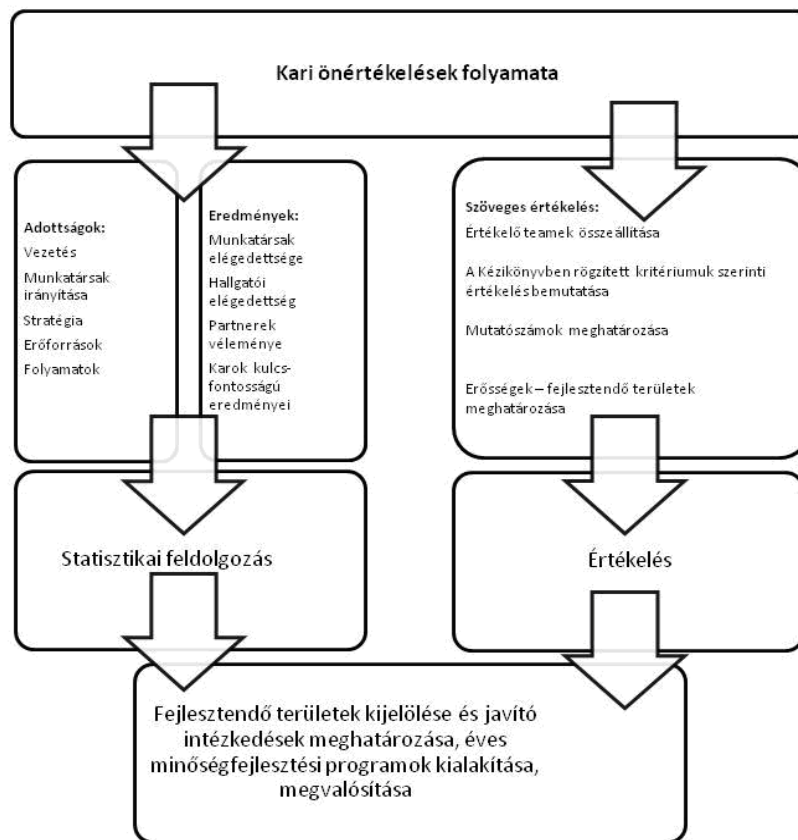 Kari önértékelések folyamata
Adottságok:
Vezetés
Munkatársak
irányítása
Stratégia
Erőforrások
Folyamatok
Eredmények:
Munkatársak
elégedettsége
Hallgatói
elégedettség
Partnerek
véleménye
Karok kulcs-
fontosságú
eredményei
Szöveges értékelés:
Értékelő teamek összeállítása
A Kézikönyvben rögzített kritériumuk szerinti
értékelés bemutatása
Mutatószámok meghatározása
Erősségek – fejlesztendő területek
meghatározása
Statisztikai feldolgozás
Értékelés
Fejlesztendő területek kijelölése és javító
intézkedések meghatározása, éves
minőségfejlesztési programok kialakítása,
megvalósítása